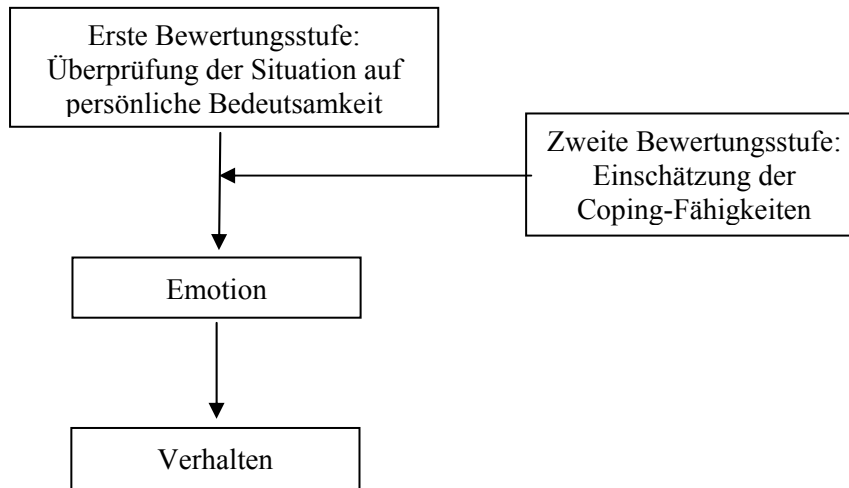 Erste Bewertungsstufe:
Überprüfung der Situation auf
persönliche Bedeutsamkeit
Zweite Bewertungsstufe:
Einschätzung der
Coping-Fähigkeiten
Emotion
Verhalten